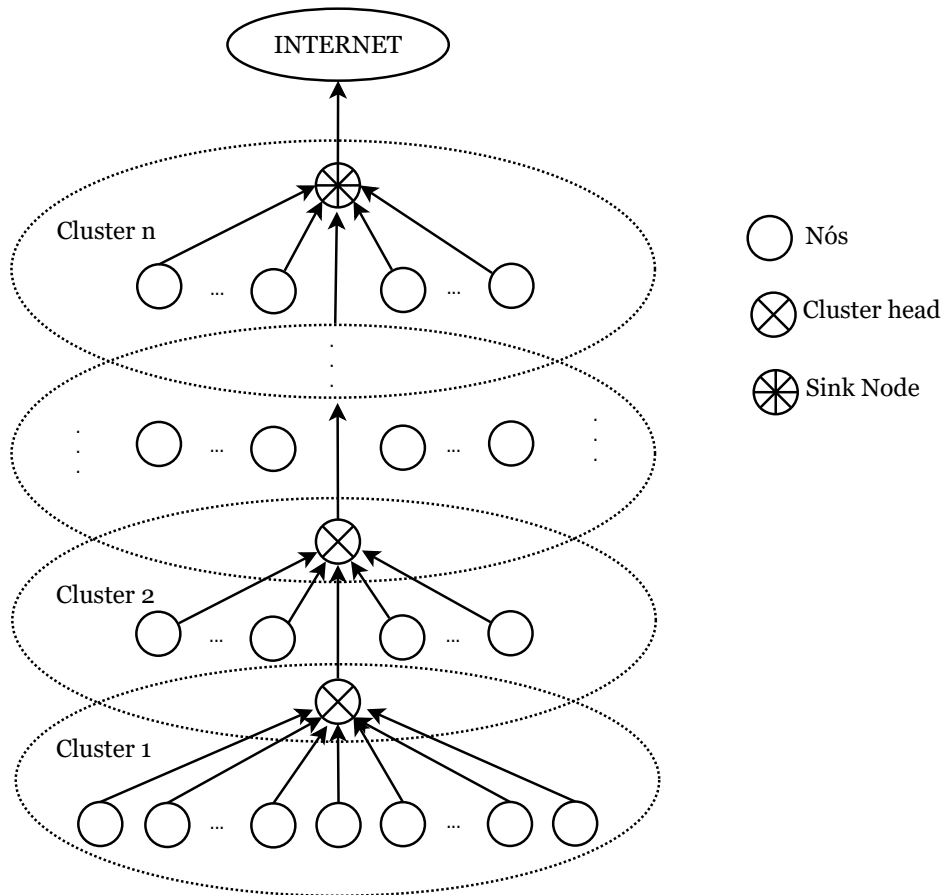 INTERNET
Cluster n
... ...
Nós
Cluster head
Sink Node
.
.
.
... ...
.
.
.
.
.
.
Cluster 2
... ...
Cluster 1
... ...